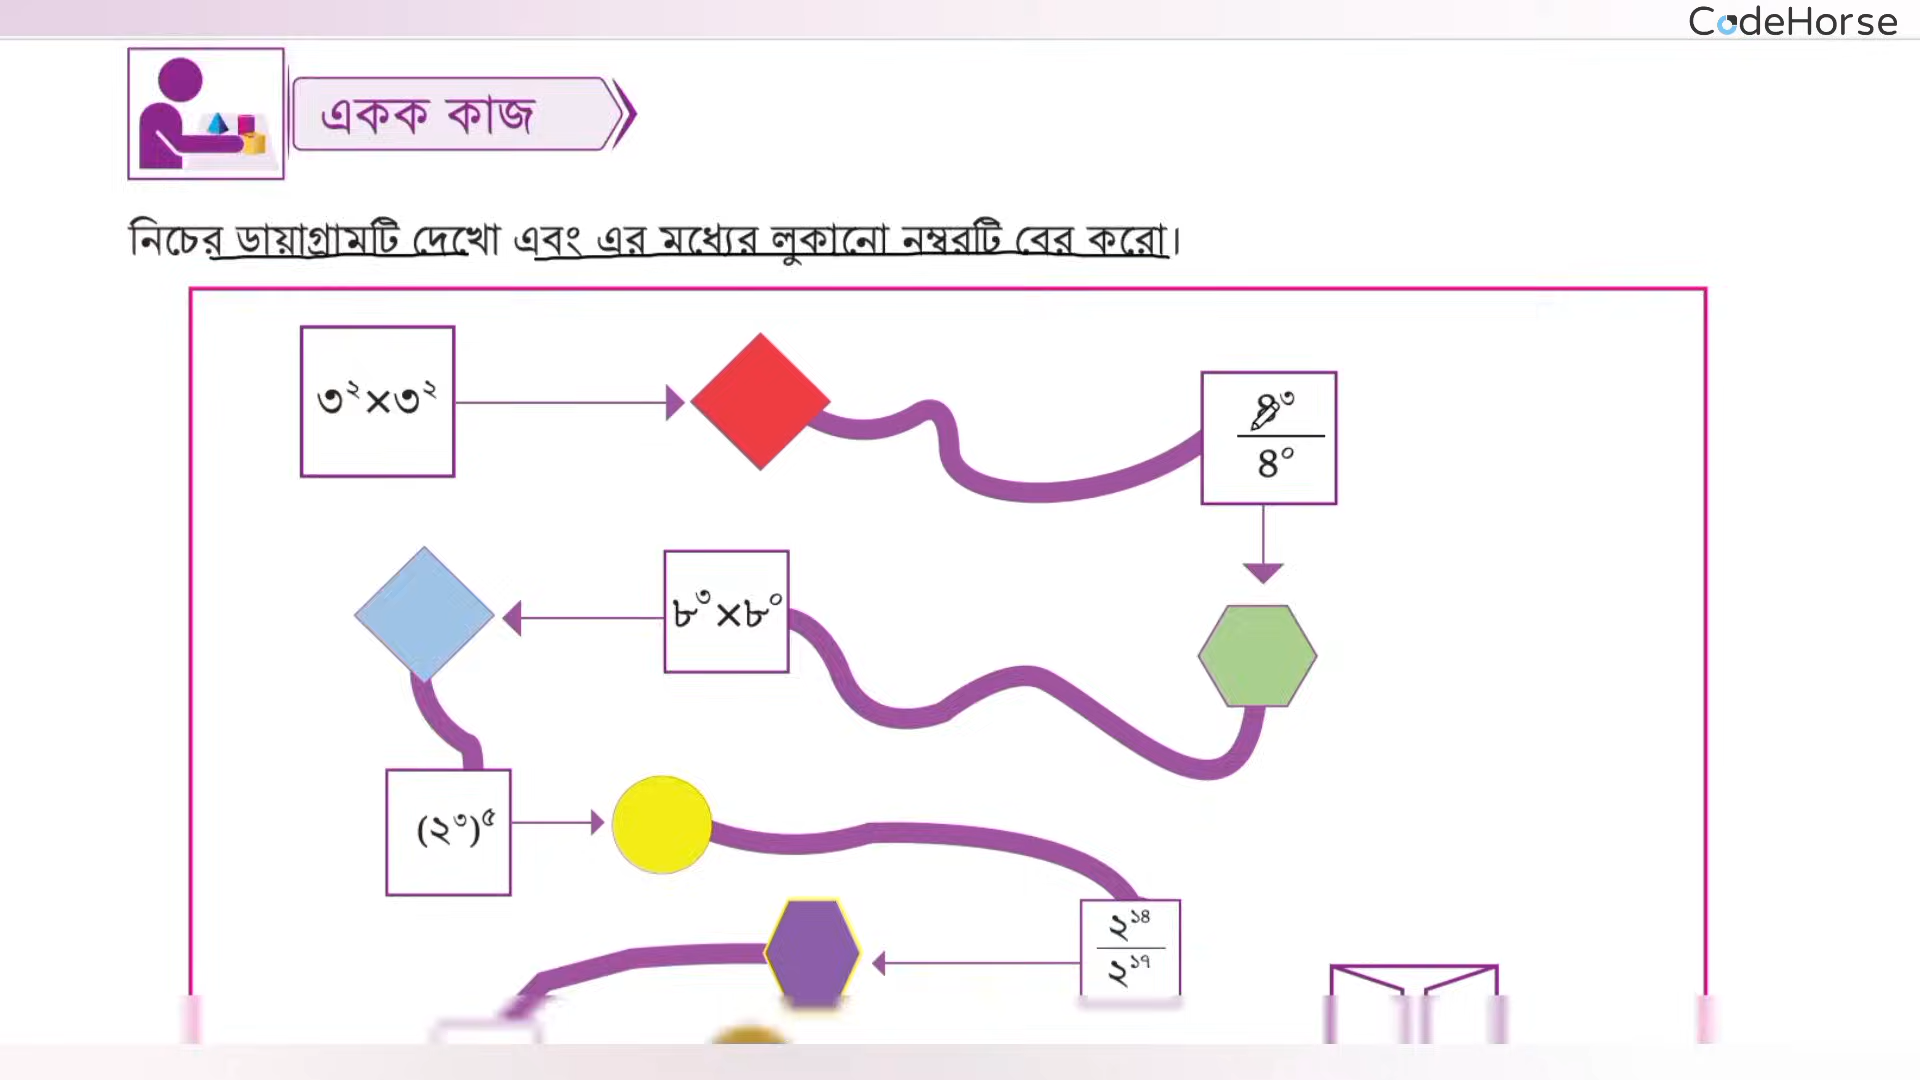 CodeHorse
একক কাজ
নিচের ডায়াগ্রামটি দেখো এবং এর মধ্যের লুকানো নম্বরটি বের করো।
৩²×৩²
৪³
৪°
৮³×৮°
(২³)⁵
২¹⁴
২¹⁷